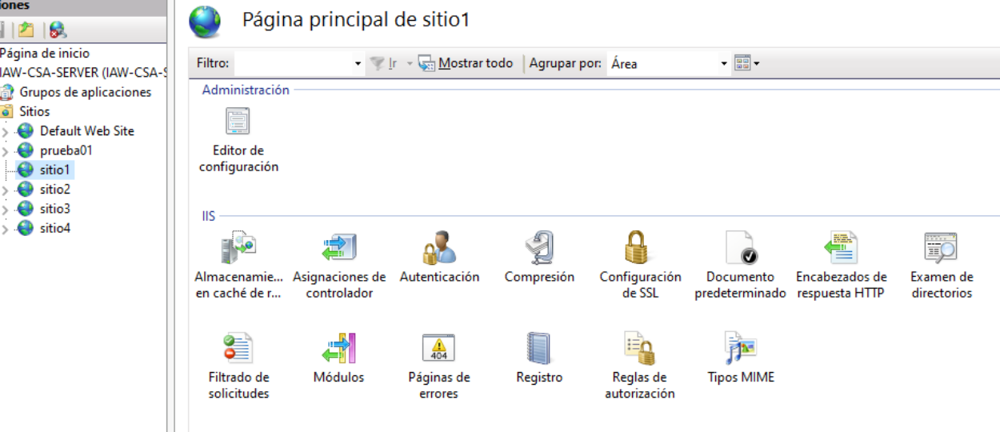 iones
Página de inicio
IAW-CSA-SERVER (IAW-CSA-S
Grupos de aplicaciones
Sitios
Default Web Site
prueba01
sitio1
sitio2
sitio3
sitio4
Página principal de sitio1
Filtro:
Ir
Mostrar todo
Agrupar por:
Área
Administración
Editor de
configuración
IIS
Almacenamie...
en caché de r...
Asignaciones de
controlador
Autenticación
Compresión
Configuración
de SSL
Documento
predeterminado
Encabezados de
respuesta HTTP
Examen de
directorios
Filtrado de
solicitudes
Módulos
404
Páginas de
errores
Registro
Reglas de
autorización
Tipos MIME